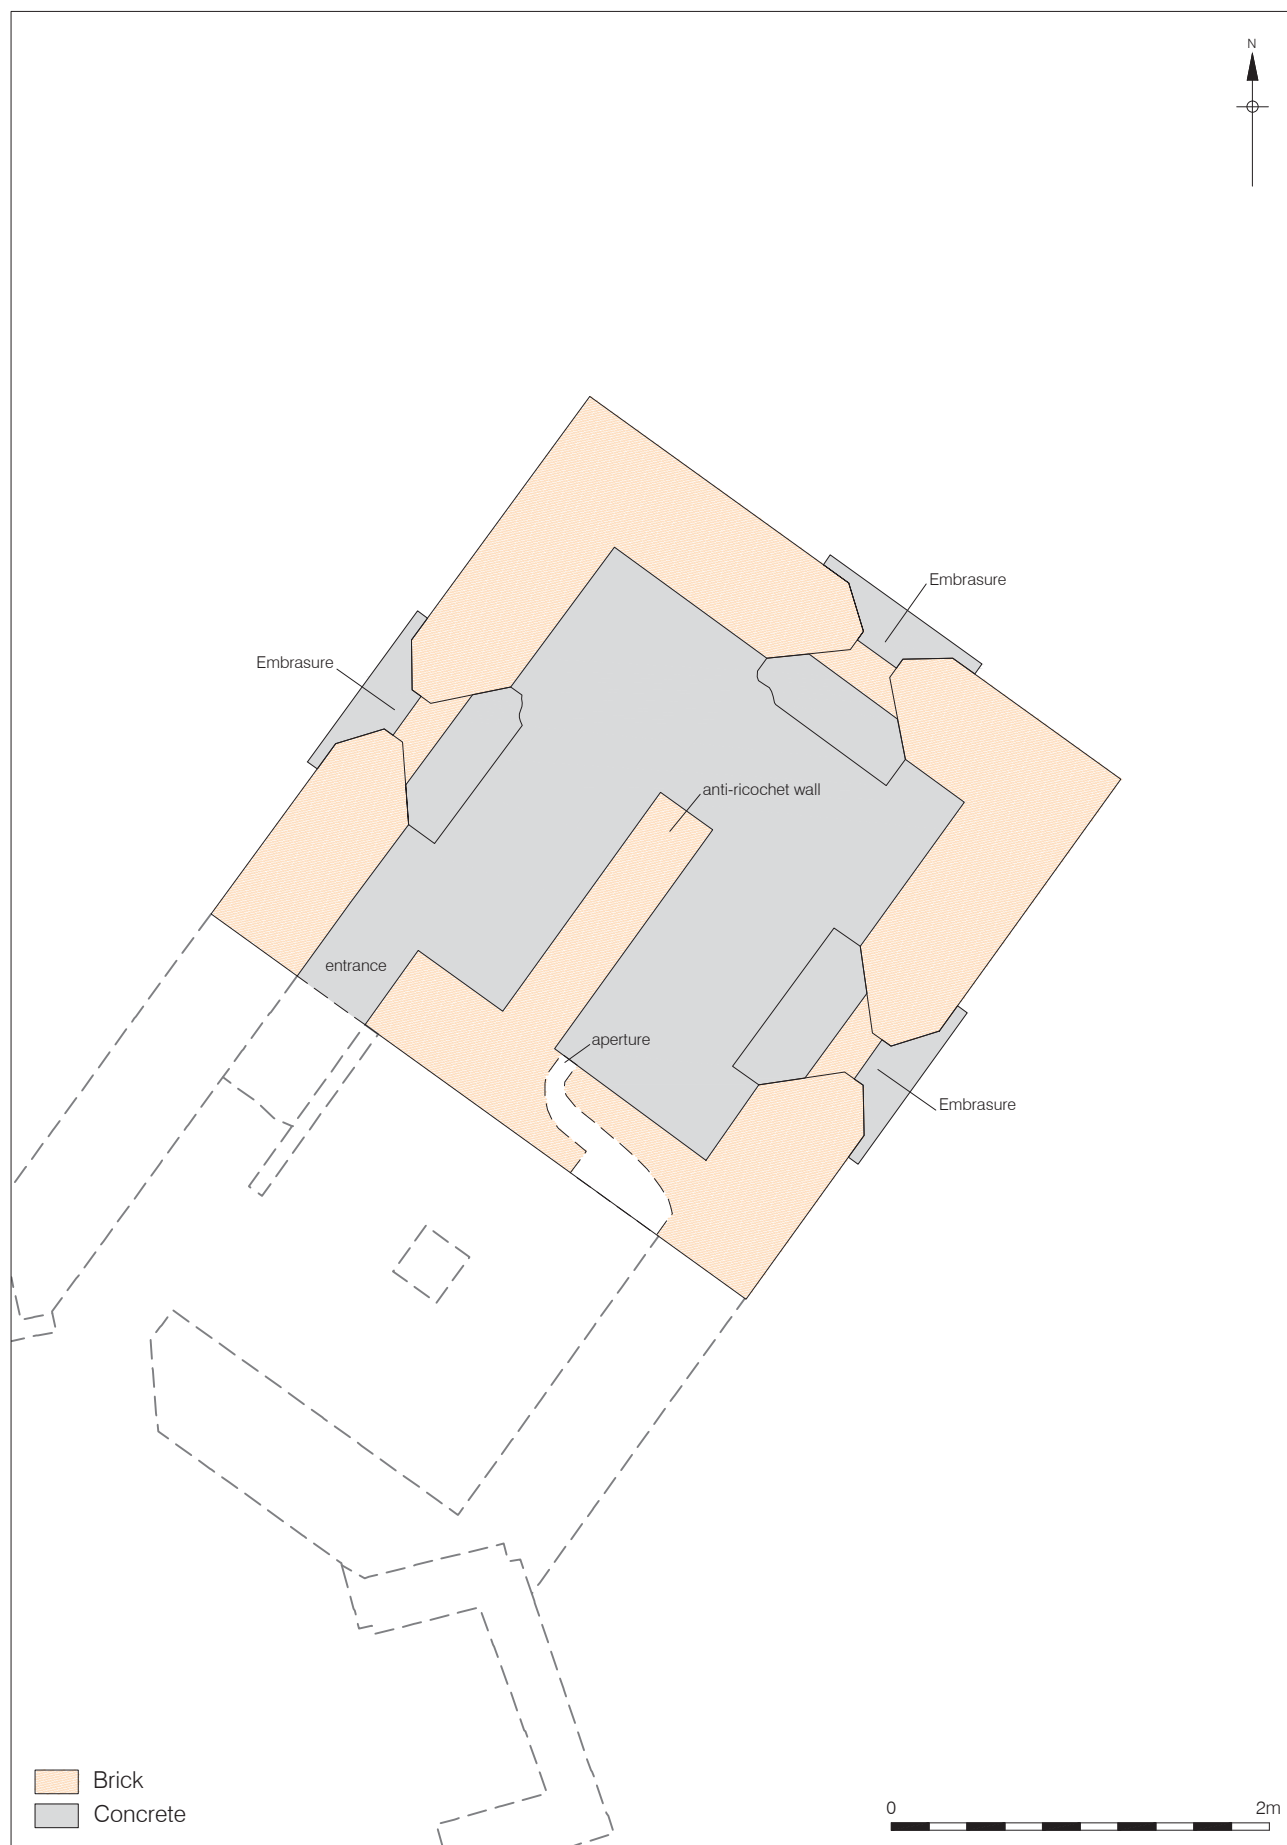 N
Embrasure
Embrasure
anti-ricochet wall
entrance
aperture
Embrasure
Brick
Concrete
0 2m